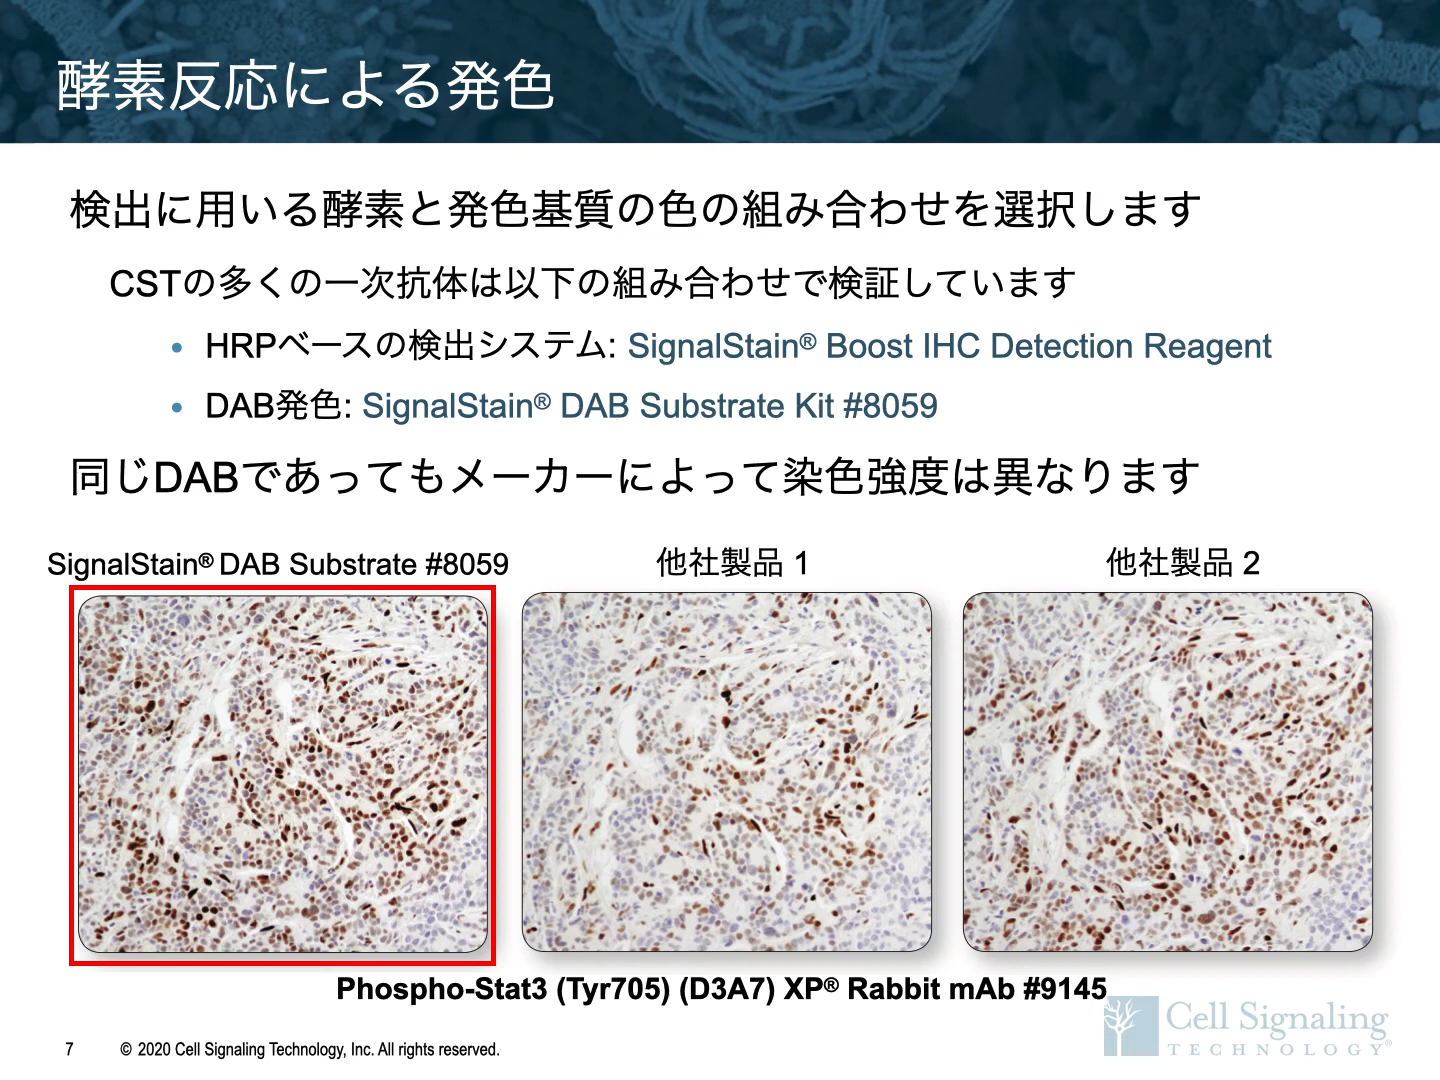 酵素反応による発色
検出に用いる酵素と発色基質の色の組み合わせを選択します
CSTの多くの一次抗体は以下の組み合わせで検証しています
• HRPベースの検出システム: SignalStain® Boost IHC Detection Reagent
• DAB発色: SignalStain® DAB Substrate Kit #8059
同じDABであってもメーカーによって染色強度は異なります
SignalStain® DAB Substrate #8059
他社製品 1
他社製品 2
Phospho-Stat3 (Tyr705) (D3A7) XP® Rabbit mAb #9145
Cell Signaling
TECHNOLOGY®
7
© 2020 Cell Signaling Technology, Inc. All rights reserved.